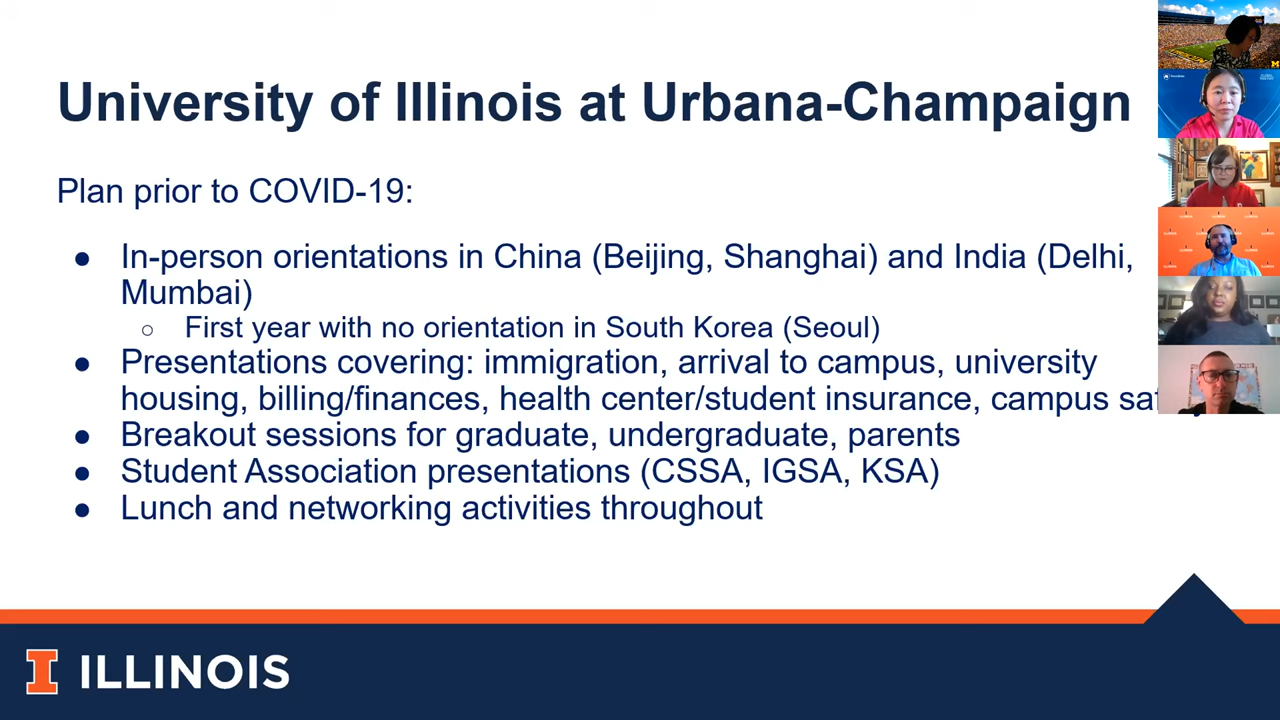 University of Illinois at Urbana-Champaign
Plan prior to COVID-19:
● In-person orientations in China (Beijing, Shanghai) and India (Delhi,
Mumbai)
○ First year with no orientation in South Korea (Seoul)
● Presentations covering: immigration, arrival to campus, university
housing, billing/finances, health center/student insurance, campus
● Breakout sessions for graduate, undergraduate, parents
● Student Association presentations (CSSA, IGSA, KSA)
● Lunch and networking activities throughout
I ILLINOIS